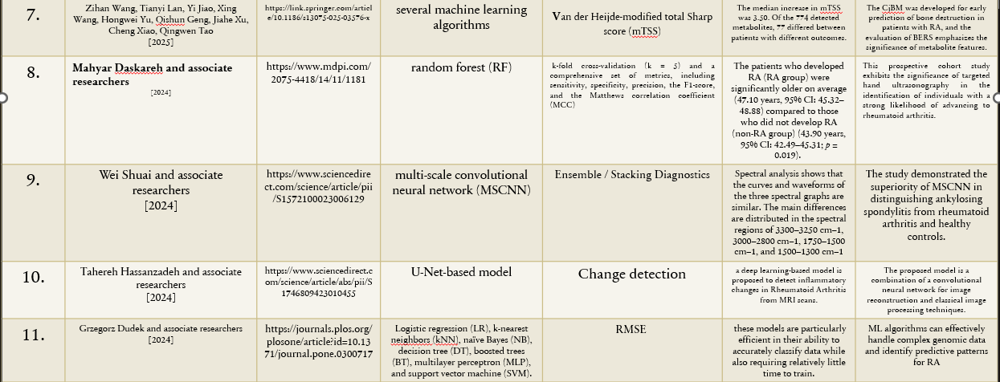 7.
Zihan Wang, Tianyi Lan, Yi Jiao, Xing
Wang, Hongwei Yu, Qishun Geng, Jiahe Xu,
Cheng Xiao, Qingwen Tao
[2025]
https://link.springer.com/articl
e/10.1186/s13075-025-03576-x
several machine learning
algorithms
Van der Heijde-modified total Sharp
score (mTSS)
The median increase in mTSS
was 3.50. Of the 774 detected
metabolites, 77 differed between
patients with different outcomes.
The CjBM was developed for early
prediction of bone destruction in
patients with RA, and the
evaluation of BERS emphasizes the
significance of metabolite features.
8.
Mahyar Daskareh and associate
researchers
[2024]
https://www.mdpi.com/
2075-4418/14/11/1181
random forest (RF)
k-fold cross-validation (k = 5) and a
comprehensive set of metrics, including
sensitivity, specificity, precision, the F1-score,
and the Matthews correlation coefficient
(MCC)
The patients who developed
RA (RA group) were
significantly older on average
(47.10 years, 95% CI: 45.32–
48.88) compared to those
who did not develop RA
(non-RA group) (43.90 years,
95% CI: 42.49–45.31; p =
0.019).
This prospective cohort study
exhibits the significance of targeted
hand ultrasonography in the
identification of individuals with a
strong likelihood of advancing to
rheumatoid arthritis.
9.
Wei Shuai and associate
researchers
[2024]
https://www.sciencedire
ct.com/science/article/pii
/S1572100023006129
multi-scale convolutional
neural network (MSCNN)
Ensemble / Stacking Diagnostics
Spectral analysis shows that
the curves and waveforms of
the three spectral graphs are
similar. The main differences
are distributed in the spectral
regions of 3300–3250 cm–1,
3000–2800 cm–1, 1750–1500
cm–1, and 1500–1300 cm–1
The study demonstrated the
superiority of MSCNN in
distinguishing ankylosing
spondylitis from rheumatoid
arthritis and healthy
controls.
10.
Tahereh Hassanzadeh and associate
researchers
[2024]
https://www.sciencedirect.c
om/science/article/abs/pii/S
1746809423010455
U-Net-based model
Change detection
a deep learning-based model is
proposed to detect inflammatory
changes in Rheumatoid Arthritis
from MRI scans.
The proposed model is a
combination of a convolutional
neural network for image
reconstruction and classical image
processing techniques.
11.
Grzegorz Dudek and associate researchers
[2024]
https://journals.plos.org/
plosone/article?id=10.13
71/journal.pone.0300717
Logistic regression (LR), k-nearest
neighbors (kNN), naïve Bayes (NB),
decision tree (DT), boosted trees
(BT), multilayer perceptron (MLP),
and support vector machine (SVM).
RMSE
these models are particularly
efficient in their ability to
accurately classify data while
also requiring relatively little
time to train.
ML algorithms can effectively
handle complex genomic data
and identify predictive patterns
for RA